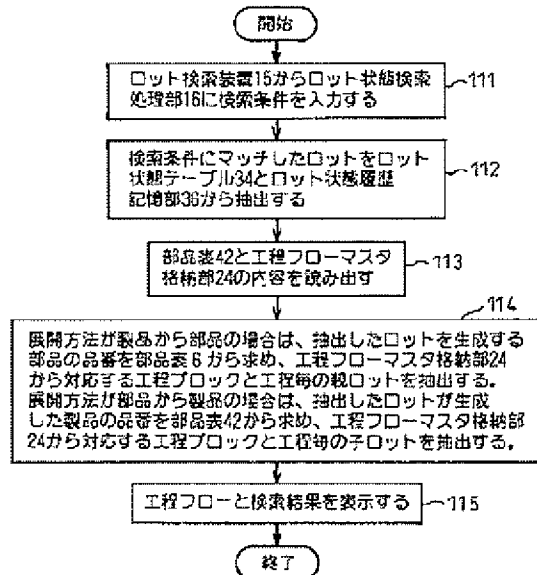 開始
ロット検索装置15からロット状態検索
処理部16に検索条件を入力する
111
検索条件にマッチしたロットをロット
状態テーブル34とロット状態履歴
記憶部36から抽出する
112
部品表42と工程フローマスタ
格納部24の内容を読み出す
113
114
展開方法が製品から部品の場合は、抽出したロットを生成する
部品の品番を部品表6から求め、工程フローマスタ格納部24
から対応する工程ブロックと工程毎の親ロットを抽出する。
展開方法が部品から製品の場合は、抽出したロットが生成
した製品の品番を部品表42から求め、工程フローマスタ格納部
24から対応する工程ブロックと工程毎の子ロットを抽出する。
工程フローと検索結果を表示する
115
終了